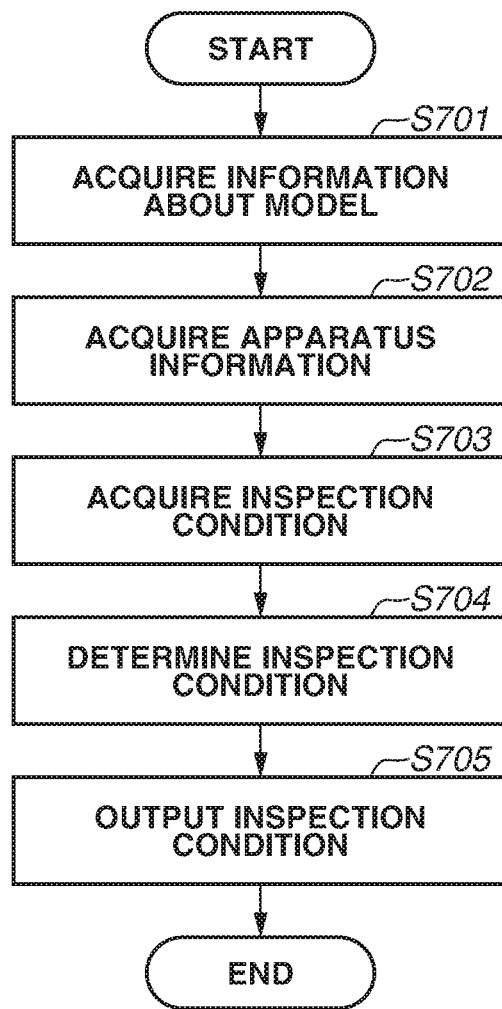 START
S701
ACQUIRE INFORMATION
ABOUT MODEL
S702
ACQUIRE APPARATUS
INFORMATION
S703
ACQUIRE INSPECTION
CONDITION
S704
DETERMINE INSPECTION
CONDITION
S705
OUTPUT INSPECTION
CONDITION
END